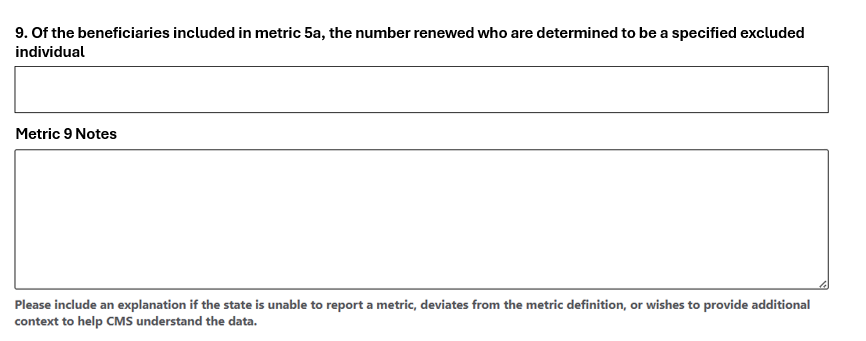 9. Of the beneficiaries included in metric 5a, the number renewed who are determined to be a specified excluded
individual
Metric 9 Notes
Please include an explanation if the state is unable to report a metric, deviates from the metric definition, or wishes to provide additional
context to help CMS understand the data.